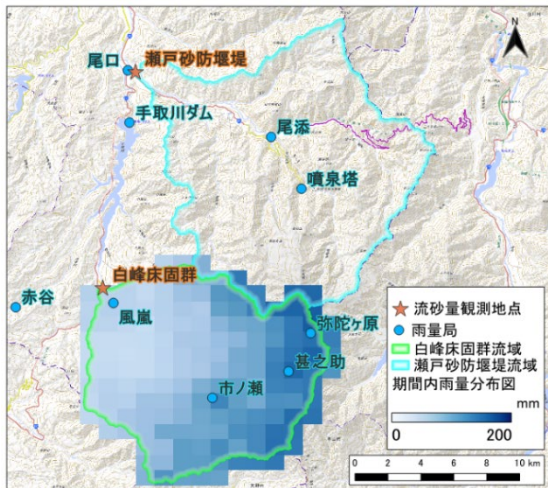 N
瀬戸砂防堰堤
尾口
手取川ダム
尾添
噴泉塔
白峰床固群
赤谷
風嵐
弥陀ヶ原
甚之助
市ノ瀬
流砂量観測地点
雨量局
白峰床固群流域
瀬戸砂防堰堤流域
期間内雨量分布図
mm
0 200
0 2 4 6 8 10 km